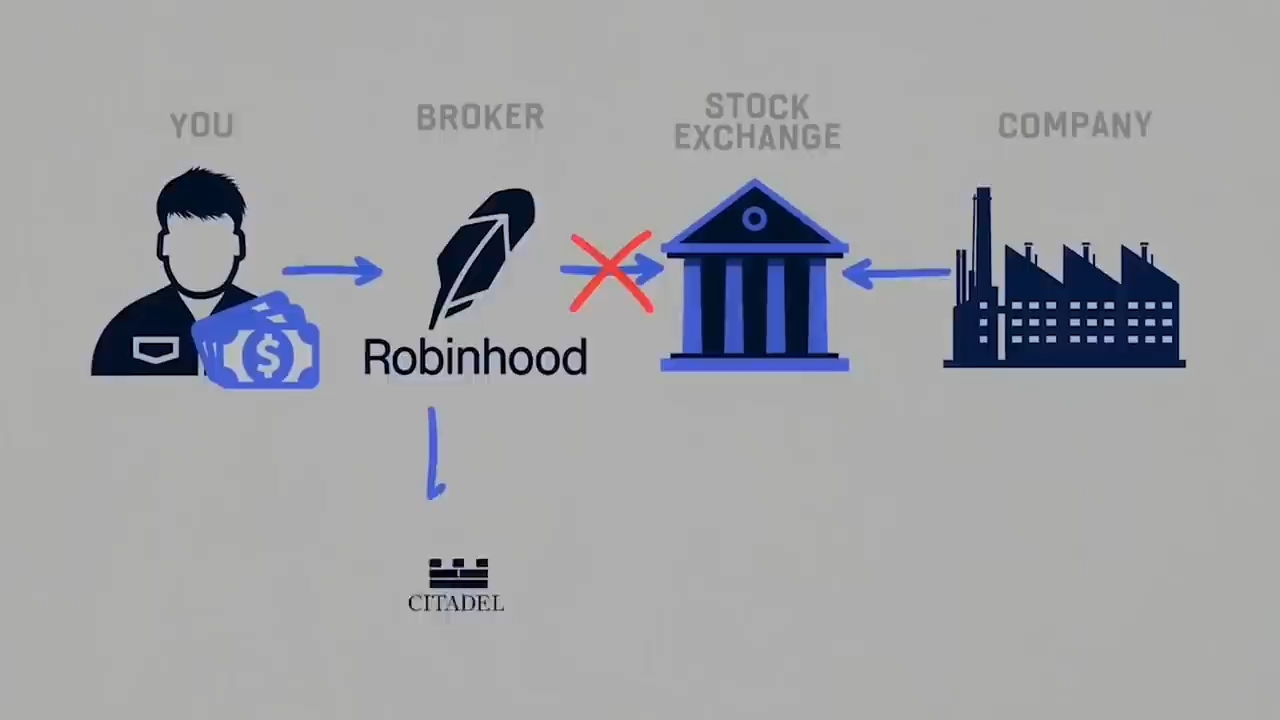 YOU
BROKER
STOCK
EXCHANGE
COMPANY
$
Robinhood
CITADEL